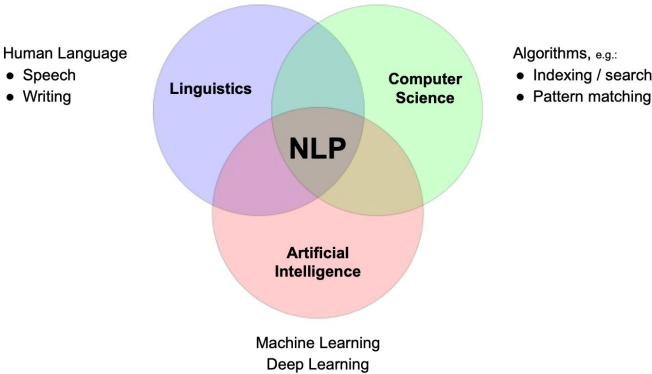 Human Language
● Speech
● Writing
Linguistics
Computer
Science
Algorithms, e.g.:
● Indexing / search
● Pattern matching
NLP
Artificial
Intelligence
Machine Learning
Deep Learning